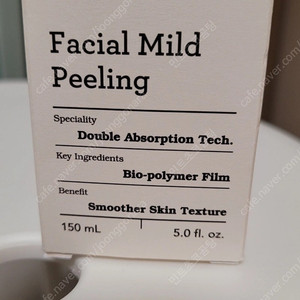 Facial Mild
Peeling
Speciality
Double Absorption Tech.
Key Ingredients
Bio-polymer Film
Benefit
Smoother Skin Texture
150 mL 5.0 fl. oz.